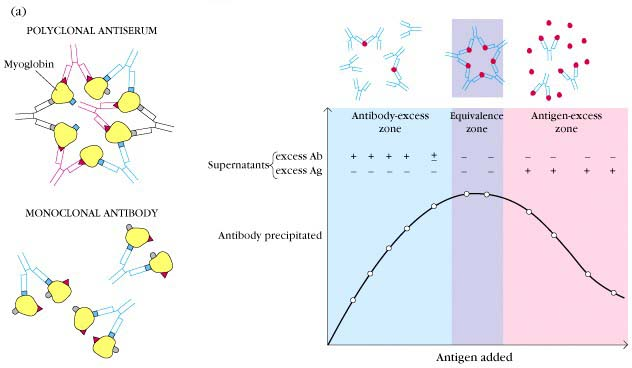 (a)
POLYCLONAL ANTISERUM
Myoglobin
MONOCLONAL ANTIBODY
Antibody-excess zone
Equivalence zone
Antigen-excess zone
Supernatants
excess Ab + + + + ± – – – – – –
excess Ag – – – – – – – + + + +
Antibody precipitated
Antigen added